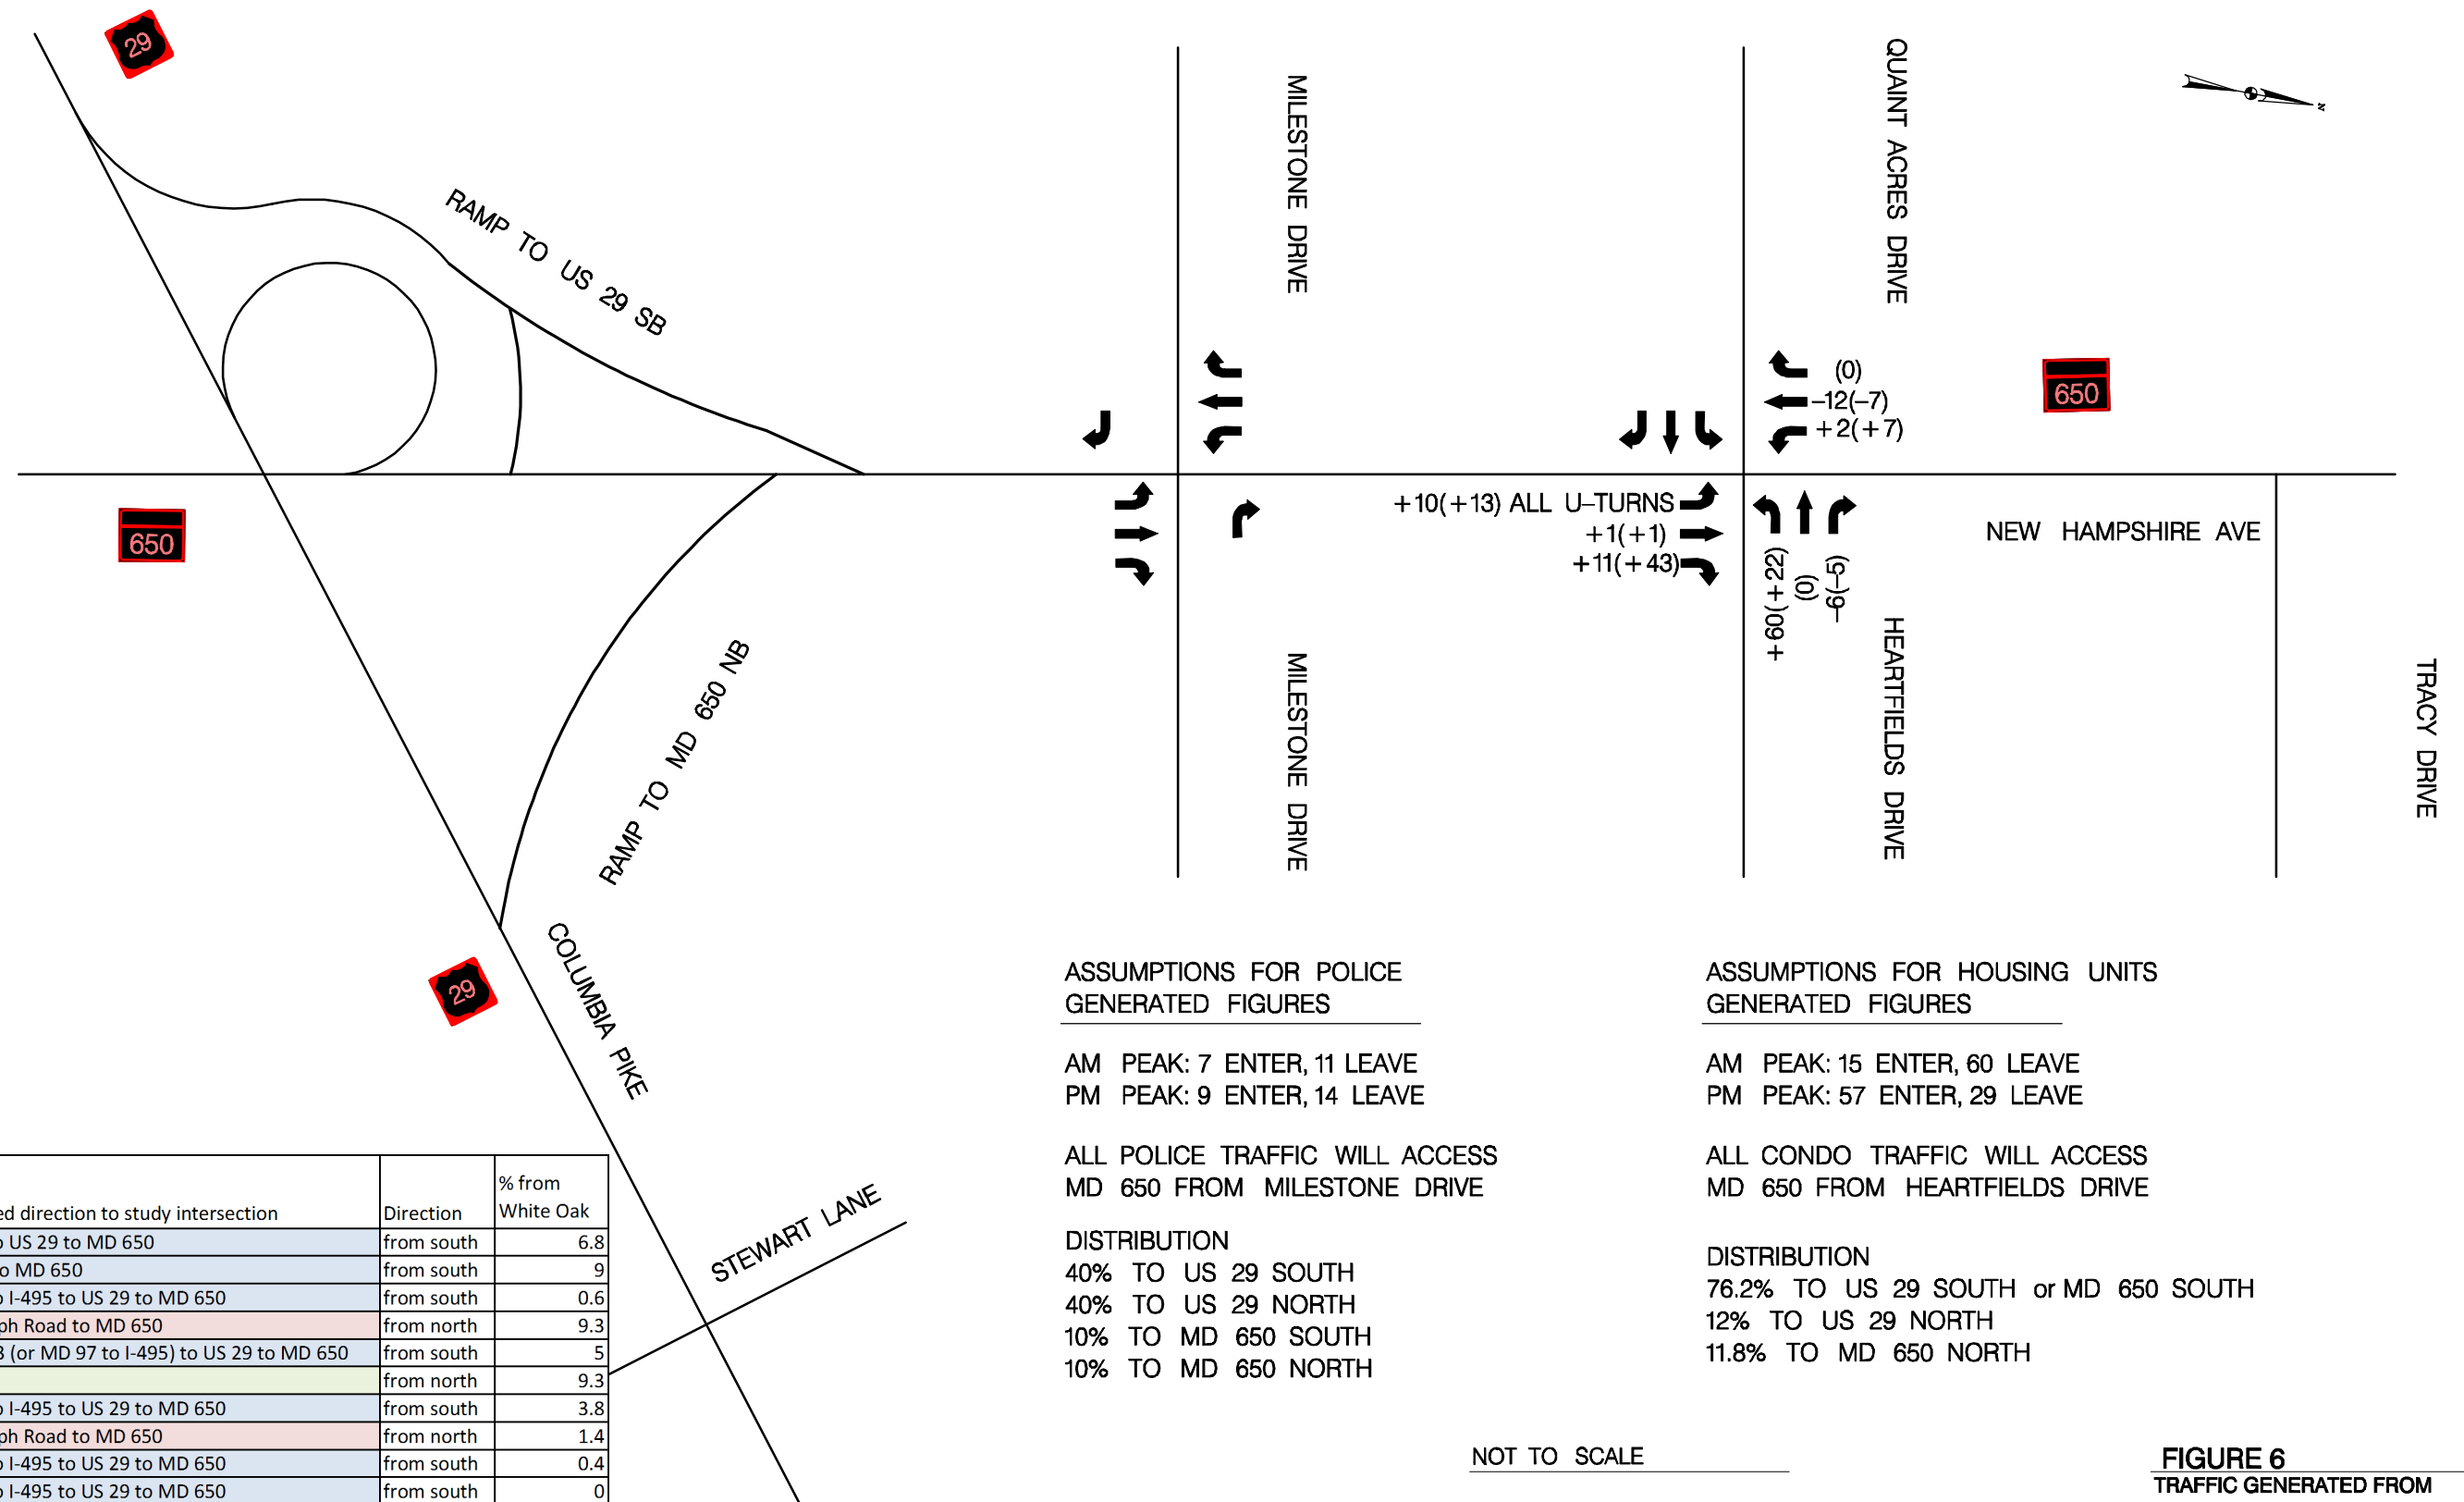 29
RAMP TO US 29 SB
MILESTONE DRIVE
QUAINT ACRES DRIVE
N
650
(0)
-12(-7)
+2(+7)
650
+10(+13) ALL U-TURNS
+1(+1)
+11(+43)
+60(+22)
(0)
-6(-5)
NEW HAMPSHIRE AVE
RAMP TO MD 650 NB
MILESTONE DRIVE
HEARTFIELDS DRIVE
TRACY DRIVE
29
COLUMBIA PIKE
STEWART LANE
ASSUMPTIONS FOR POLICE
GENERATED FIGURES
AM PEAK: 7 ENTER, 11 LEAVE
PM PEAK: 9 ENTER, 14 LEAVE
ALL POLICE TRAFFIC WILL ACCESS
MD 650 FROM MILESTONE DRIVE
DISTRIBUTION
40% TO US 29 SOUTH
40% TO US 29 NORTH
10% TO MD 650 SOUTH
10% TO MD 650 NORTH
ASSUMPTIONS FOR HOUSING UNITS
GENERATED FIGURES
AM PEAK: 15 ENTER, 60 LEAVE
PM PEAK: 57 ENTER, 29 LEAVE
ALL CONDO TRAFFIC WILL ACCESS
MD 650 FROM HEARTFIELDS DRIVE
DISTRIBUTION
76.2% TO US 29 SOUTH or MD 650 SOUTH
12% TO US 29 NORTH
11.8% TO MD 650 NORTH
% from
ed direction to study intersection Direction White Oak
US 29 to MD 650 from south 6.8
o MD 650 from south 9
I-495 to US 29 to MD 650 from south 0.6
ph Road to MD 650 from north 9.3
(or MD 97 to I-495) to US 29 to MD 650 from south 5
from north 9.3
I-495 to US 29 to MD 650 from south 3.8
ph Road to MD 650 from north 1.4
I-495 to US 29 to MD 650 from south 0.4
I-495 to US 29 to MD 650 from south 0
NOT TO SCALE
FIGURE 6
TRAFFIC GENERATED FROM